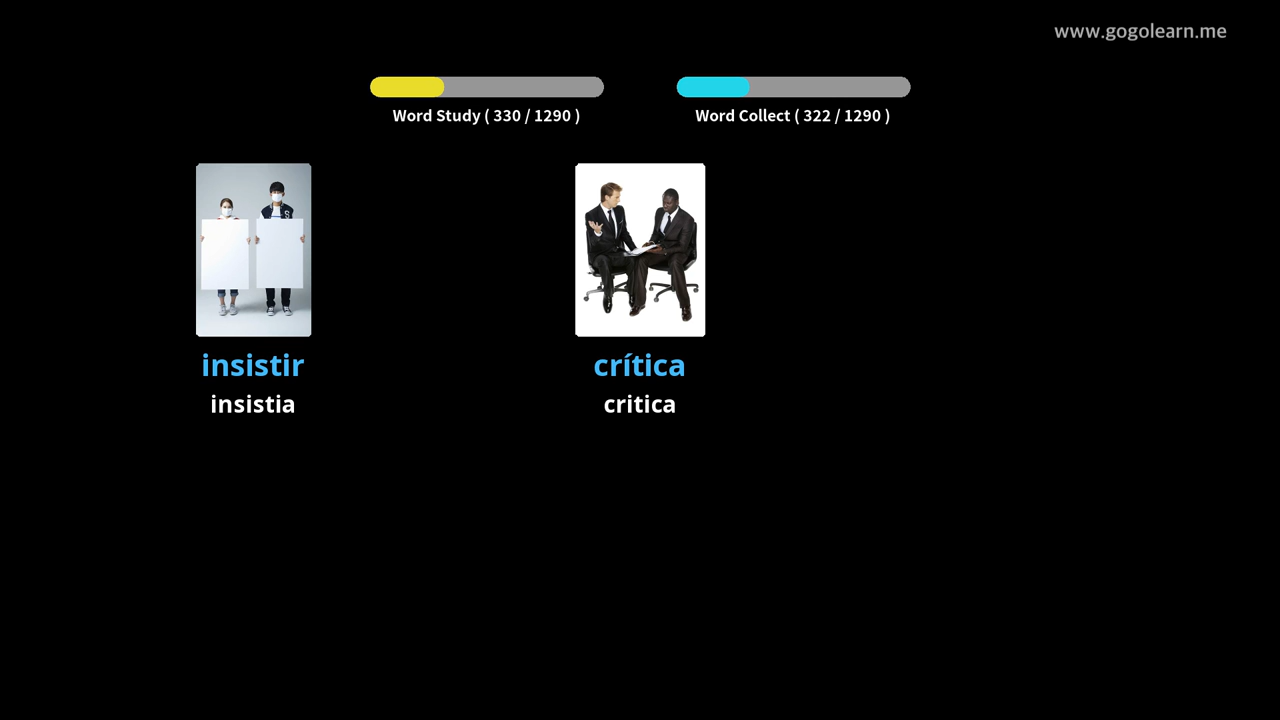 www.gogolearn.me
Word Study ( 330 / 1290 )
Word Collect ( 322 / 1290 )
insistir
insistia
crítica
critica